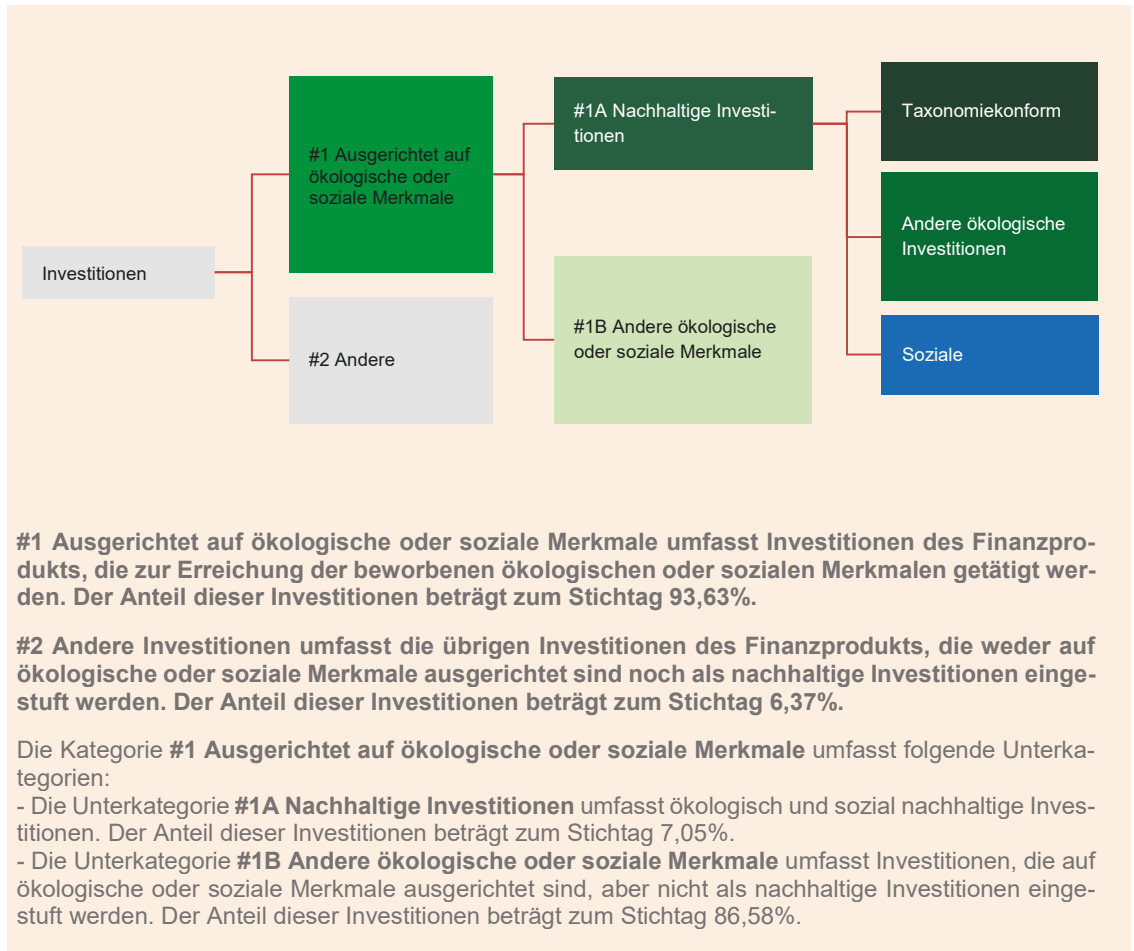 Investitionen
#1 Ausgerichtet auf
ökologische oder
soziale Merkmale
#2 Andere
#1A Nachhaltige Investi-
tionen
#1B Andere ökologische
oder soziale Merkmale
Taxonomiekonform
Andere ökologische
Investitionen
Soziale
#1 Ausgerichtet auf ökologische oder soziale Merkmale umfasst Investitionen des Finanzpro-
dukts, die zur Erreichung der beworbenen ökologischen oder sozialen Merkmalen getätigt wer-
den. Der Anteil dieser Investitionen beträgt zum Stichtag 93,63%.
#2 Andere Investitionen umfasst die übrigen Investitionen des Finanzprodukts, die weder auf
ökologische oder soziale Merkmale ausgerichtet sind noch als nachhaltige Investitionen einge-
stuft werden. Der Anteil dieser Investitionen beträgt zum Stichtag 6,37%.
Die Kategorie #1 Ausgerichtet auf ökologische oder soziale Merkmale umfasst folgende Unterka-
tegorien:
- Die Unterkategorie #1A Nachhaltige Investitionen umfasst ökologisch und sozial nachhaltige Inves-
titionen. Der Anteil dieser Investitionen beträgt zum Stichtag 7,05%.
- Die Unterkategorie #1B Andere ökologische oder soziale Merkmale umfasst Investitionen, die auf
ökologische oder soziale Merkmale ausgerichtet sind, aber nicht als nachhaltige Investitionen einge-
stuft werden. Der Anteil dieser Investitionen beträgt zum Stichtag 86,58%.